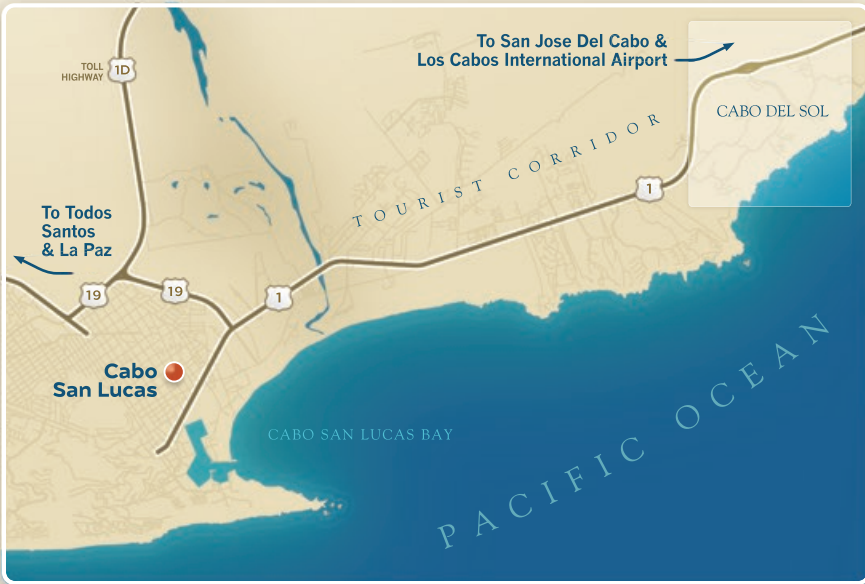 To San Jose Del Cabo &
Los Cabos International Airport
TOLL
HIGHWAY
1D
CABO DEL SOL
TOURIST CORRIDOR
1
To Todos
Santos
& La Paz
19
19
1
Cabo
San Lucas
CABO SAN LUCAS BAY
PACIFIC OCEAN